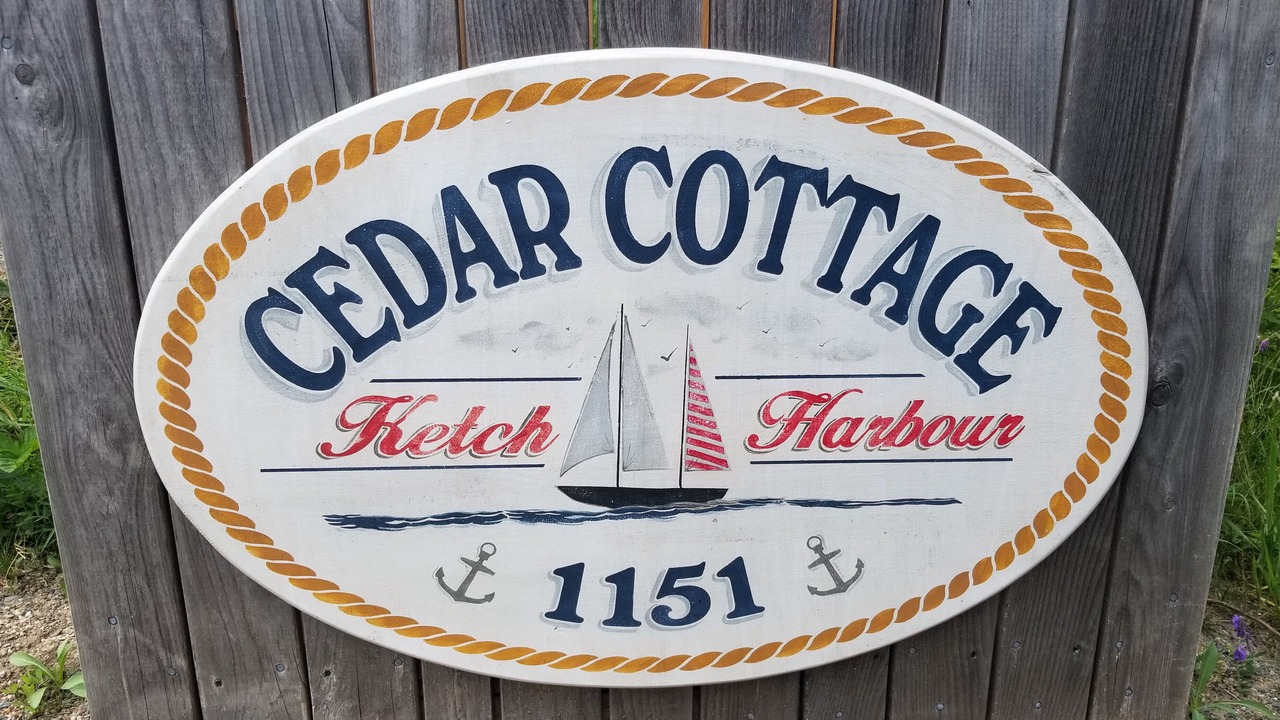 CEDAR COTTAGE
Ketch Harbour
1151